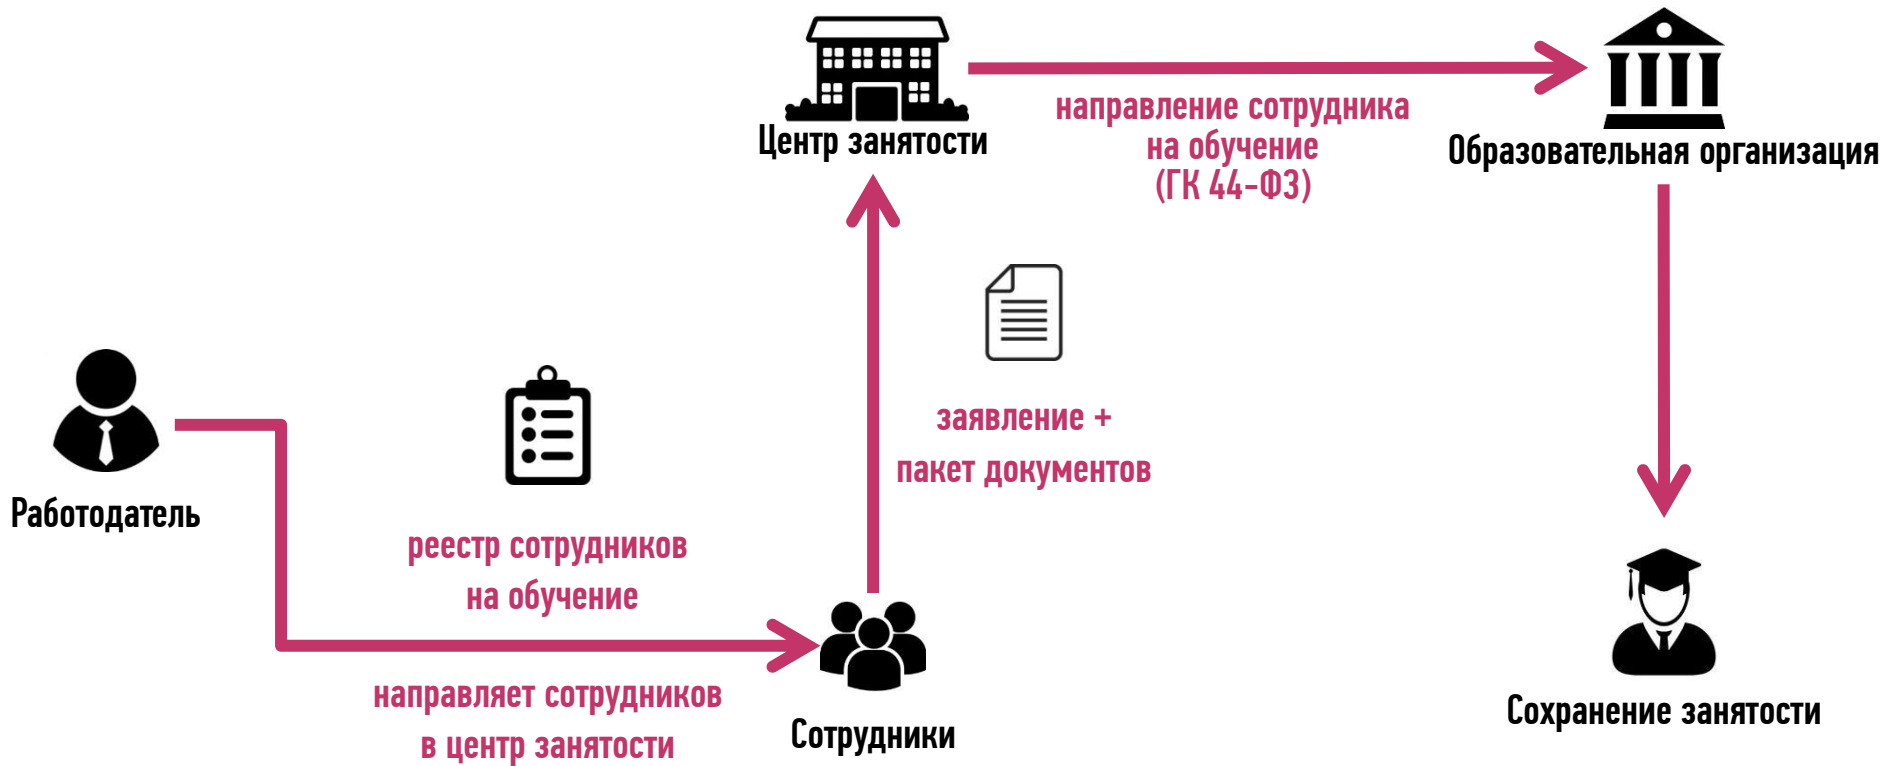 Работодатель
реестр сотрудников
на обучение
направляет сотрудников
в центр занятости
Сотрудники
заявление +
пакет документов
Центр занятости
направление сотрудника
на обучение
(ГК 44-ФЗ)
Образовательная организация
Сохранение занятости